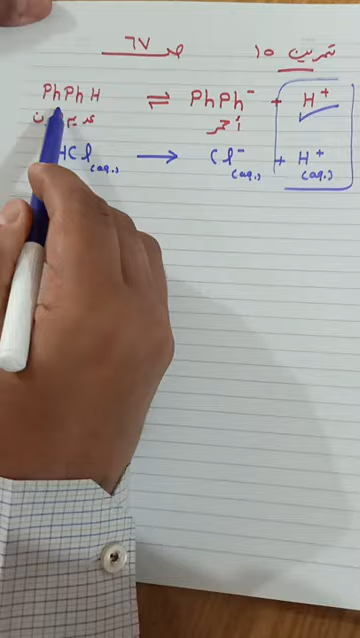 تمرين ١٥ ص ٦٧
PhPhH ⇌ PhPh⁻ + H⁺
أحمر
HCl (aq.) → Cl⁻ (aq.) + H⁺ (aq.)